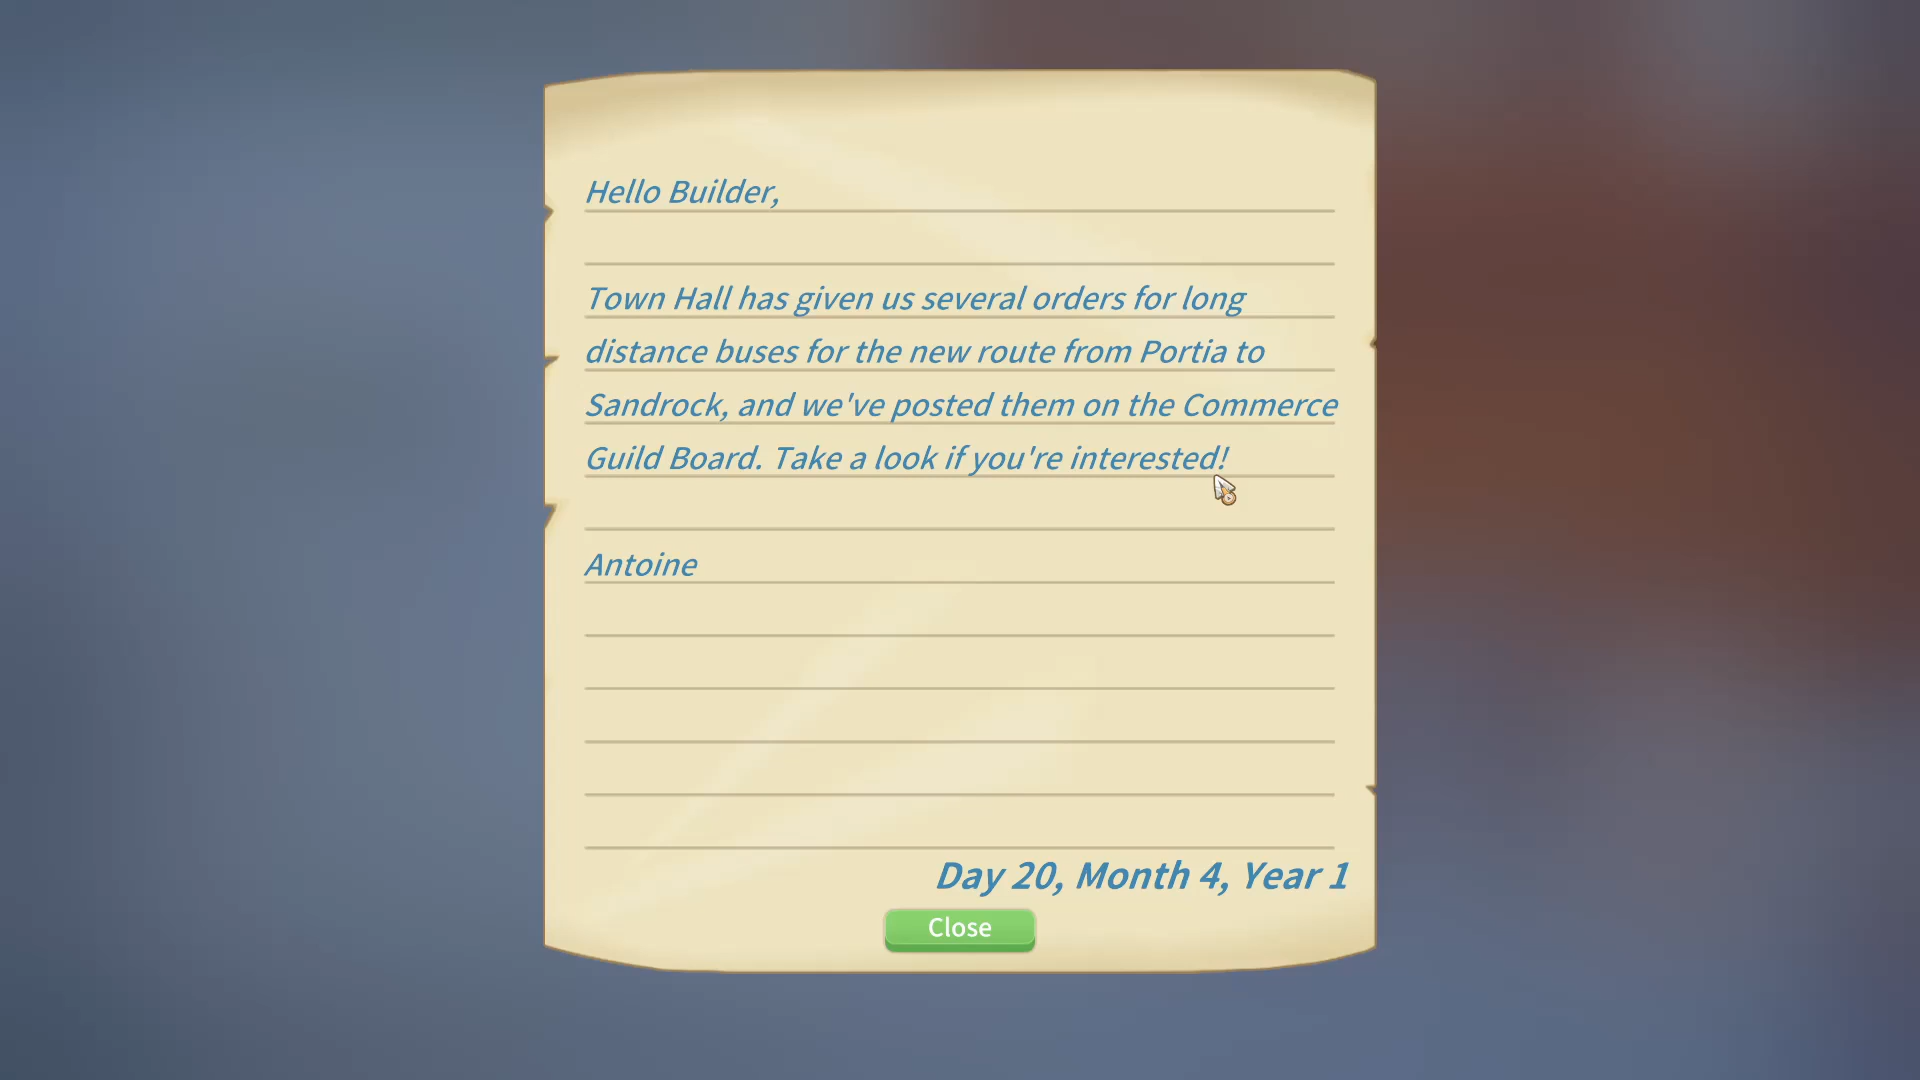 Hello Builder,
Town Hall has given us several orders for long
distance buses for the new route from Portia to
Sandrock, and we've posted them on the Commerce
Guild Board. Take a look if you're interested!
Antoine
Day 20, Month 4, Year 1
Close